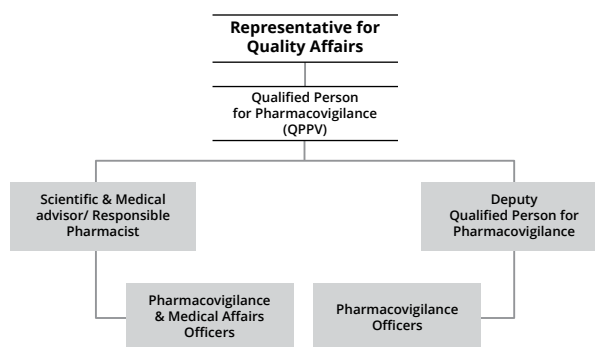 Representative for
Quality Affairs
Qualified Person
for Pharmacovigilance
(QPPV)
Scientific & Medical
advisor/ Responsible
Pharmacist
Deputy
Qualified Person for
Pharmacovigilance
Pharmacovigilance
& Medical Affairs
Officers
Pharmacovigilance
Officers